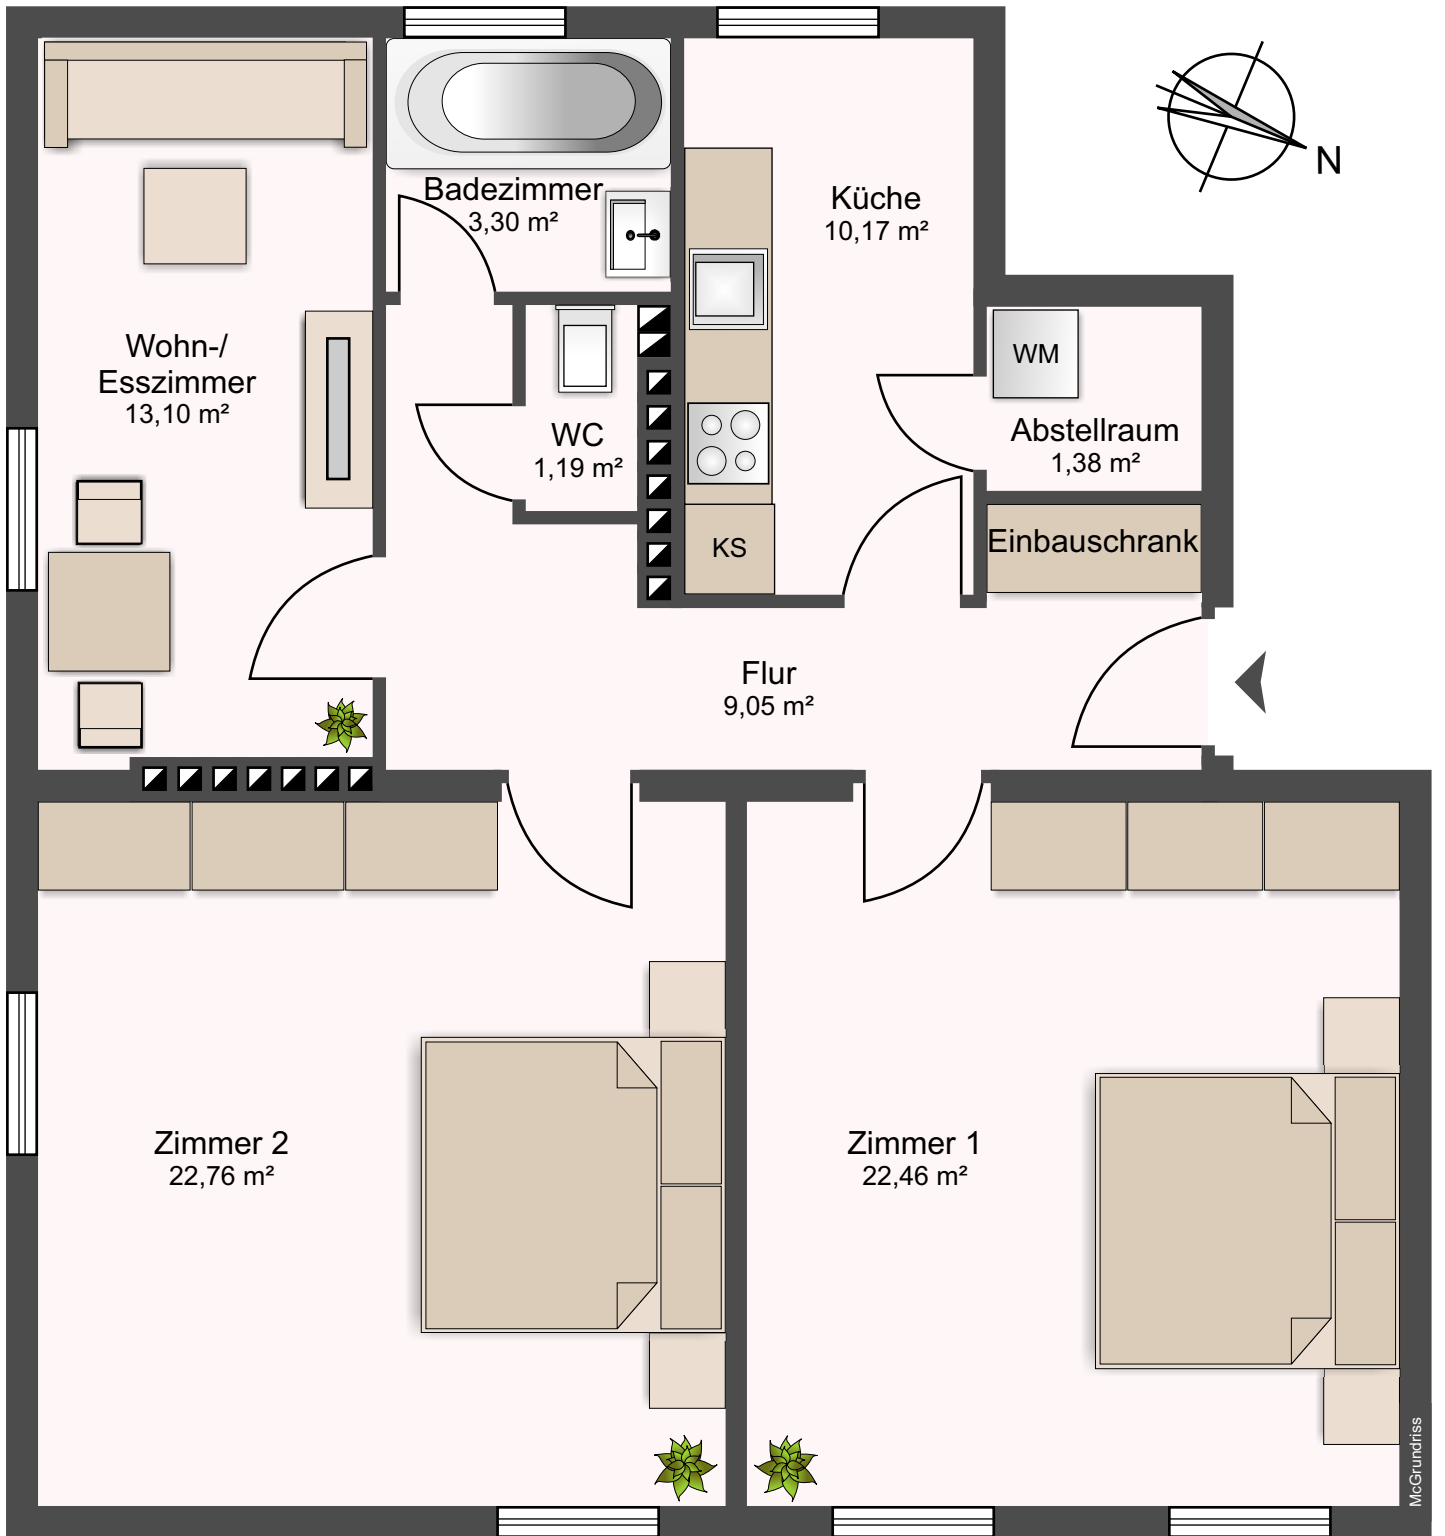 N
Badezimmer
3,30 m²
Küche
10,17 m²
Wohn-/
Esszimmer
13,10 m²
WM
Abstellraum
1,38 m²
WC
1,19 m²
KS
Einbauschrank
Flur
9,05 m²
Zimmer 2
22,76 m²
Zimmer 1
22,46 m²
McGrundriss